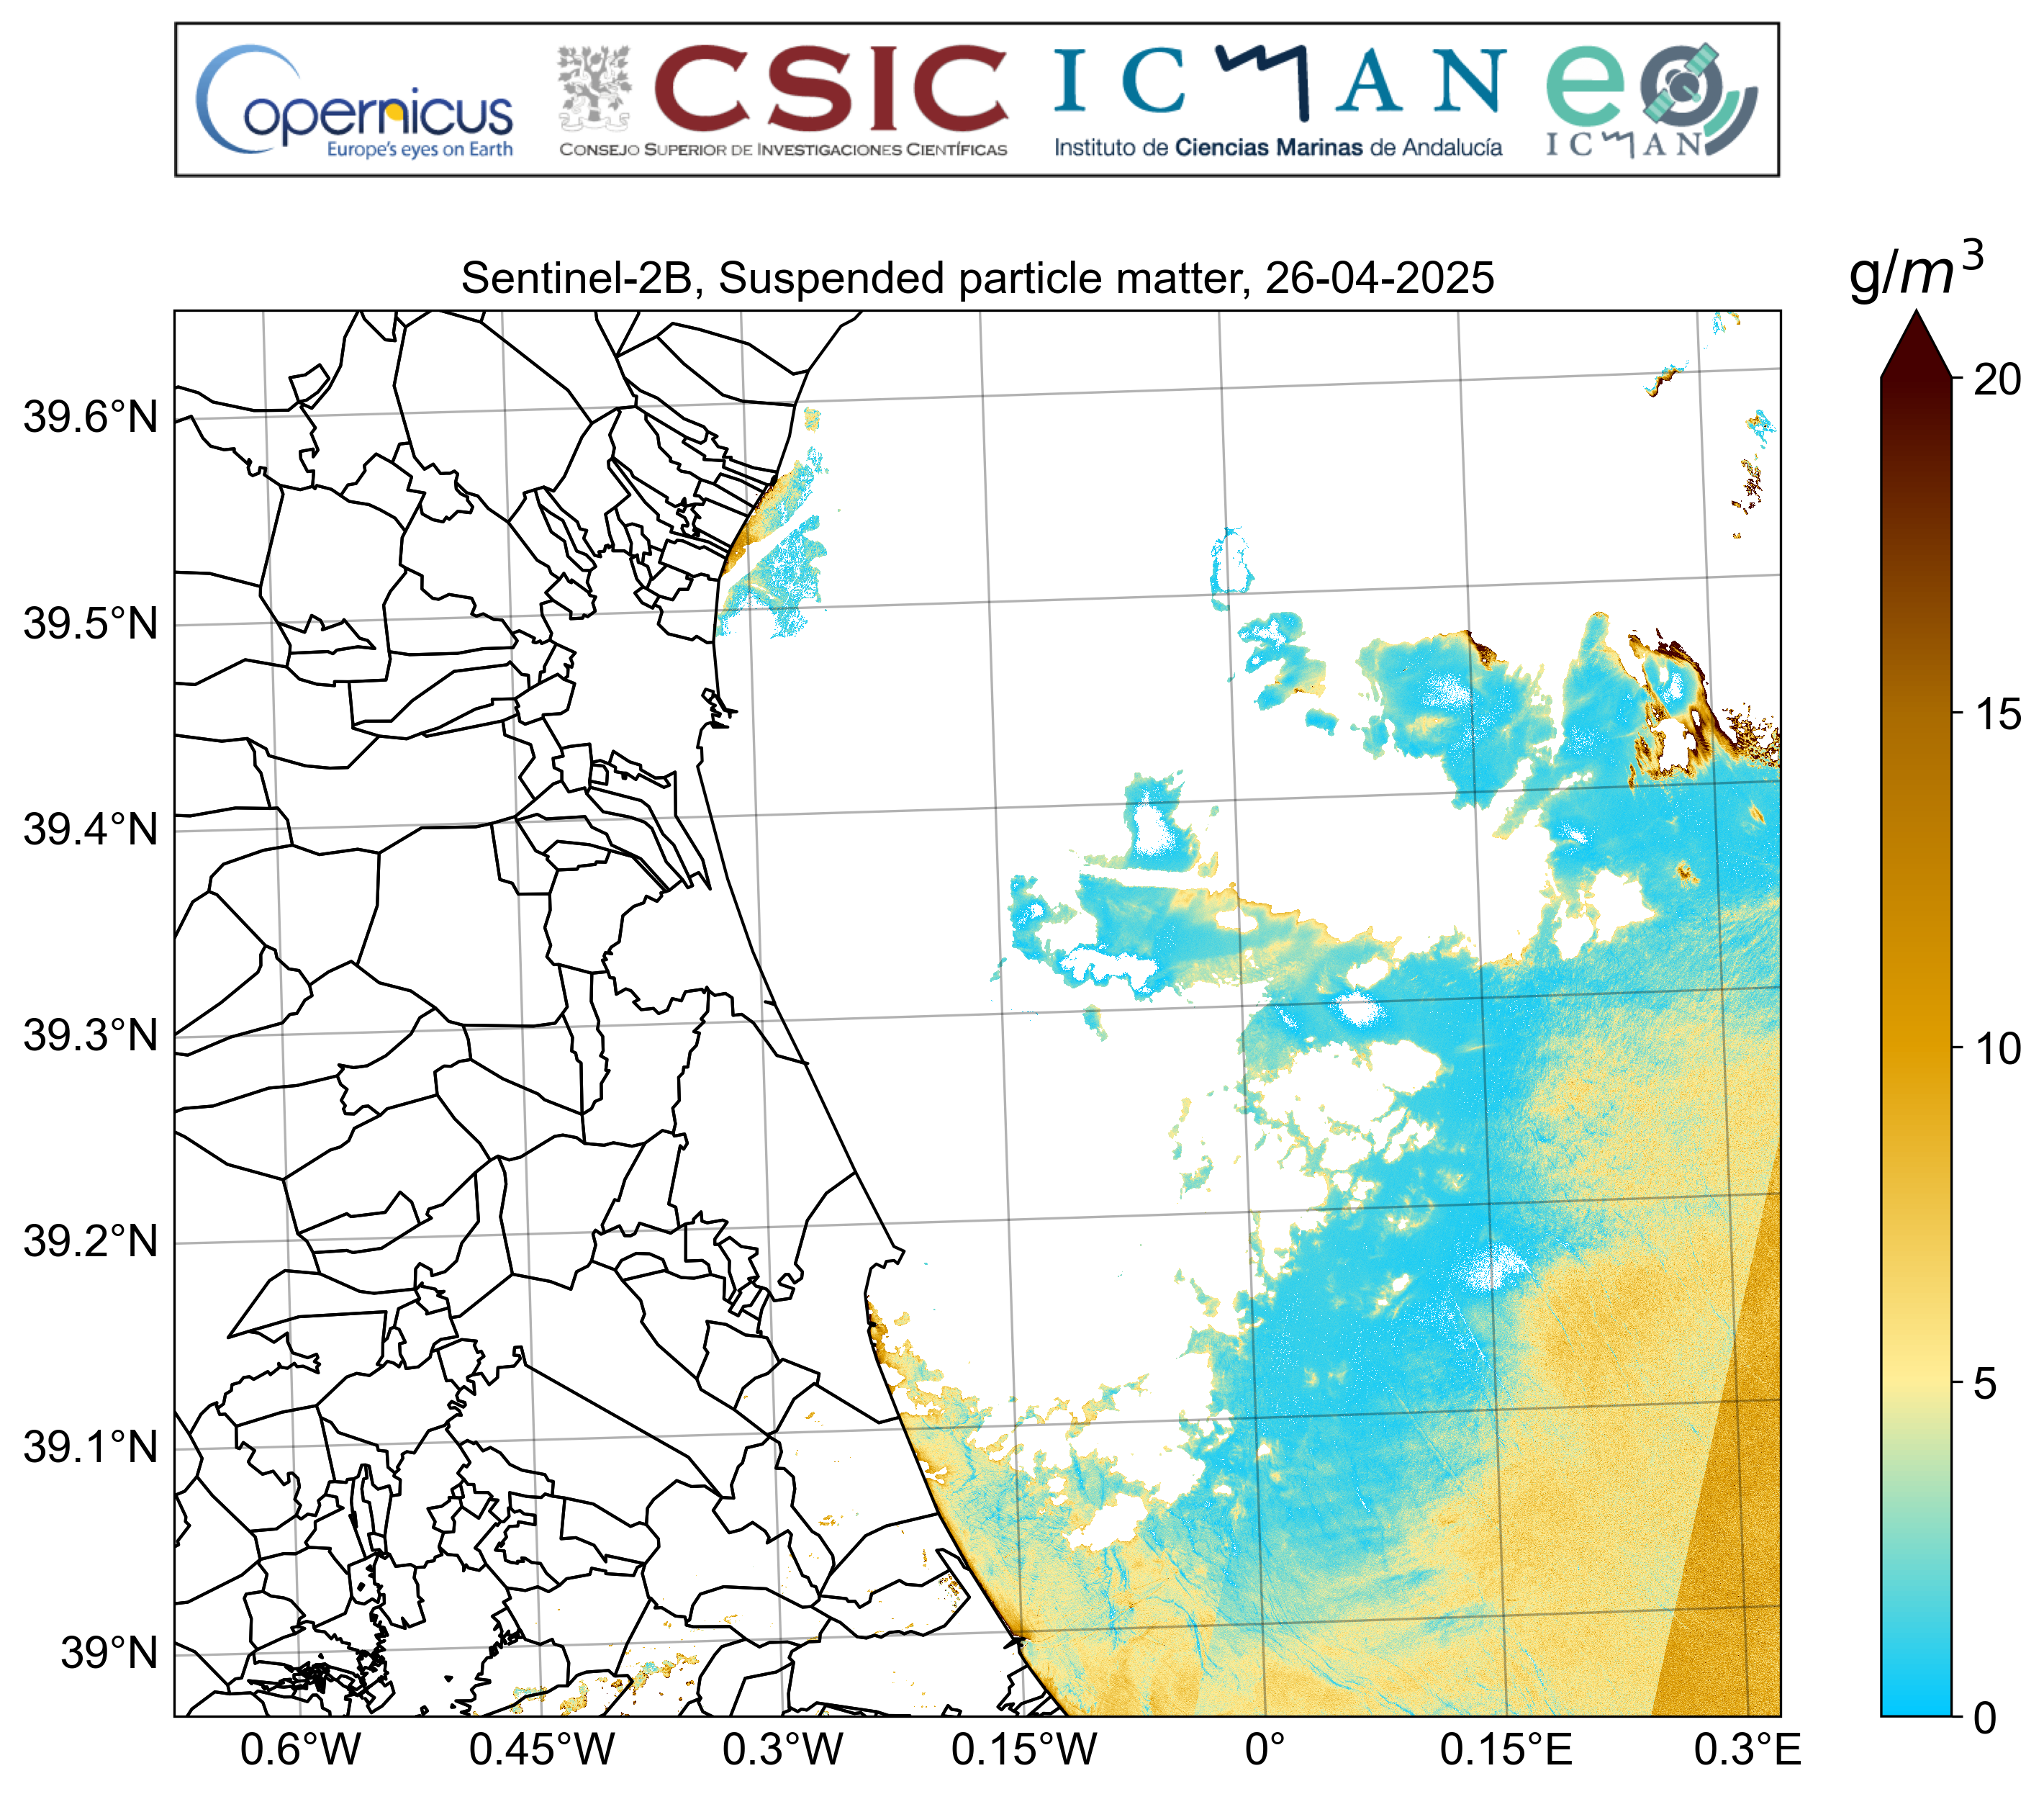 opernicus
Europe's eyes on Earth
CSIC
CONSEJO SUPERIOR DE INVESTIGACIONES CIENTÍFICAS
ICMAN
Instituto de Ciencias Marinas de Andalucía
eo
ICMAN
Sentinel-2B, Suspended particle matter, 26-04-2025
g/m³
39.6°N
39.5°N
39.4°N
39.3°N
39.2°N
39.1°N
39°N
0.6°W 0.45°W 0.3°W 0.15°W 0° 0.15°E 0.3°E
20
15
10
5
0